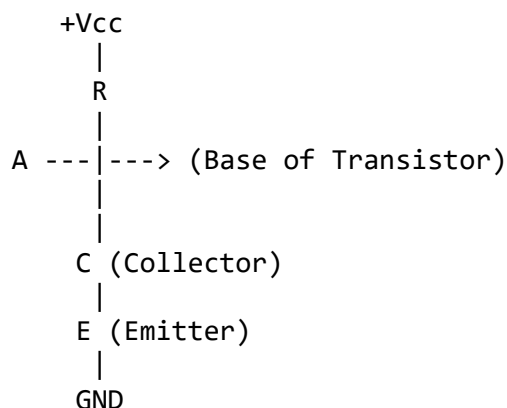 +Vcc
|
R
|
A ---|---> (Base of Transistor)
|
|
C (Collector)
|
E (Emitter)
|
GND